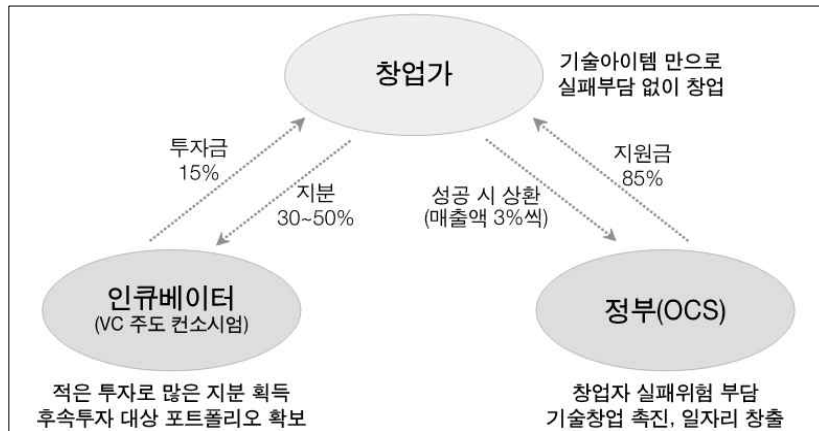 창업가
기술아이템 만으로
실패부담 없이 창업
투자금
15%
지분
30~50%
성공 시 상환
(매출액 3%씩)
지원금
85%
인큐베이터
(VC 주도 컨소시엄)
정부(OCS)
적은 투자로 많은 지분 획득
후속투자 대상 포트폴리오 확보
창업자 실패위험 부담
기술창업 촉진, 일자리 창출